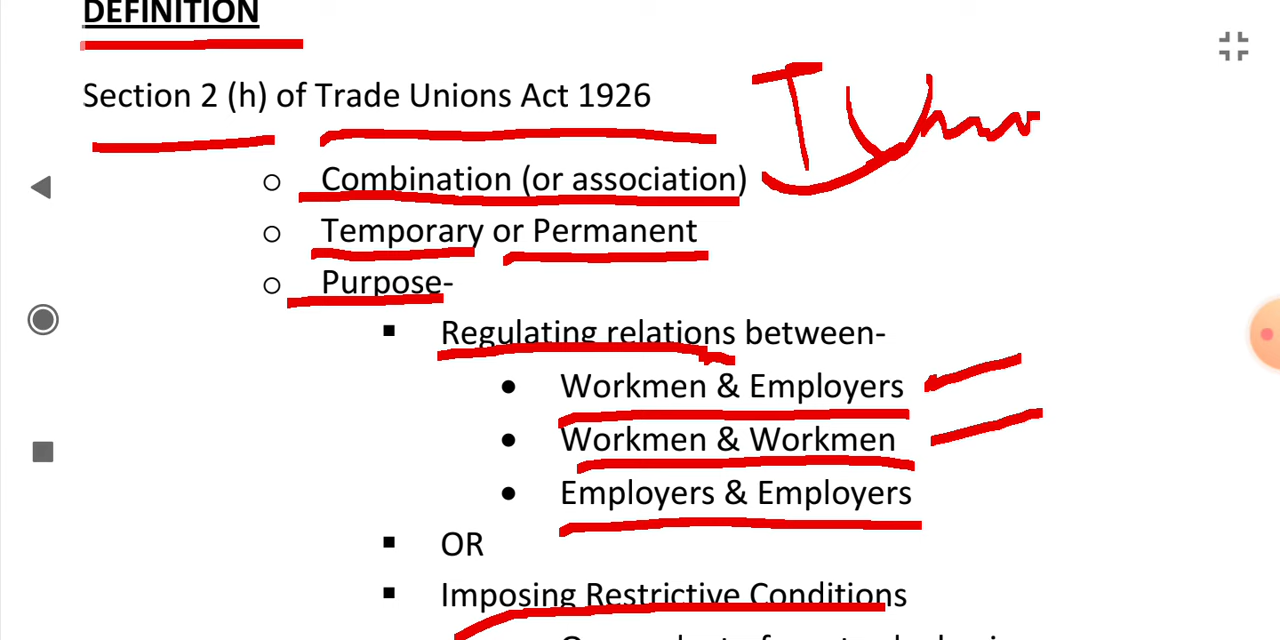 DEFINITION
Section 2 (h) of Trade Unions Act 1926
o Combination (or association)
o Temporary or Permanent
o Purpose-
▪ Regulating relations between-
• Workmen & Employers
• Workmen & Workmen
• Employers & Employers
▪ OR
▪ Imposing Restrictive Conditions